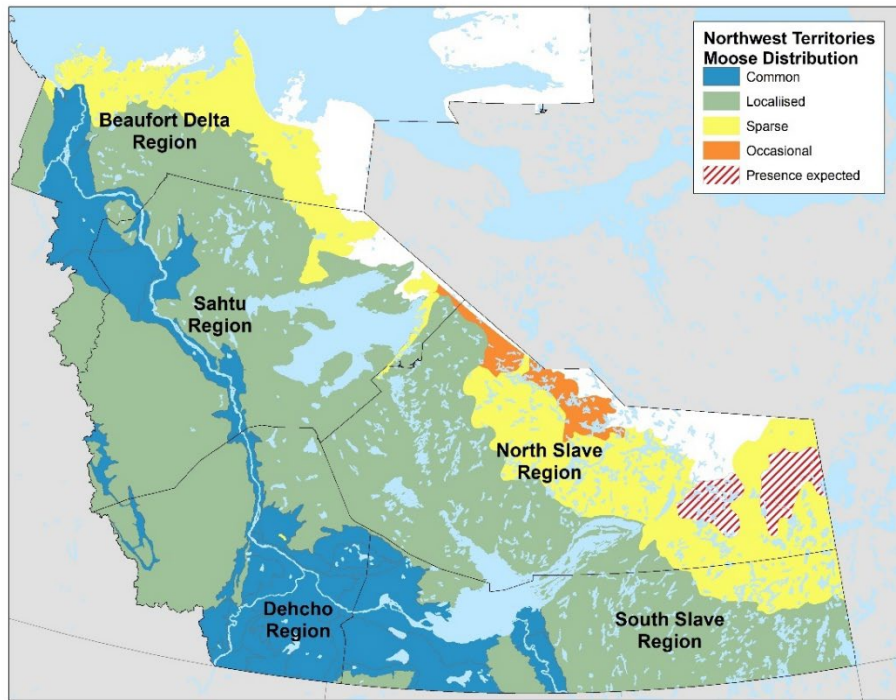 Northwest Territories
Moose Distribution
Common
Localiised
Sparse
Occasional
Presence expected
Beaufort Delta
Region
Sahtu
Region
North Slave
Region
Dehcho
Region
South Slave
Region